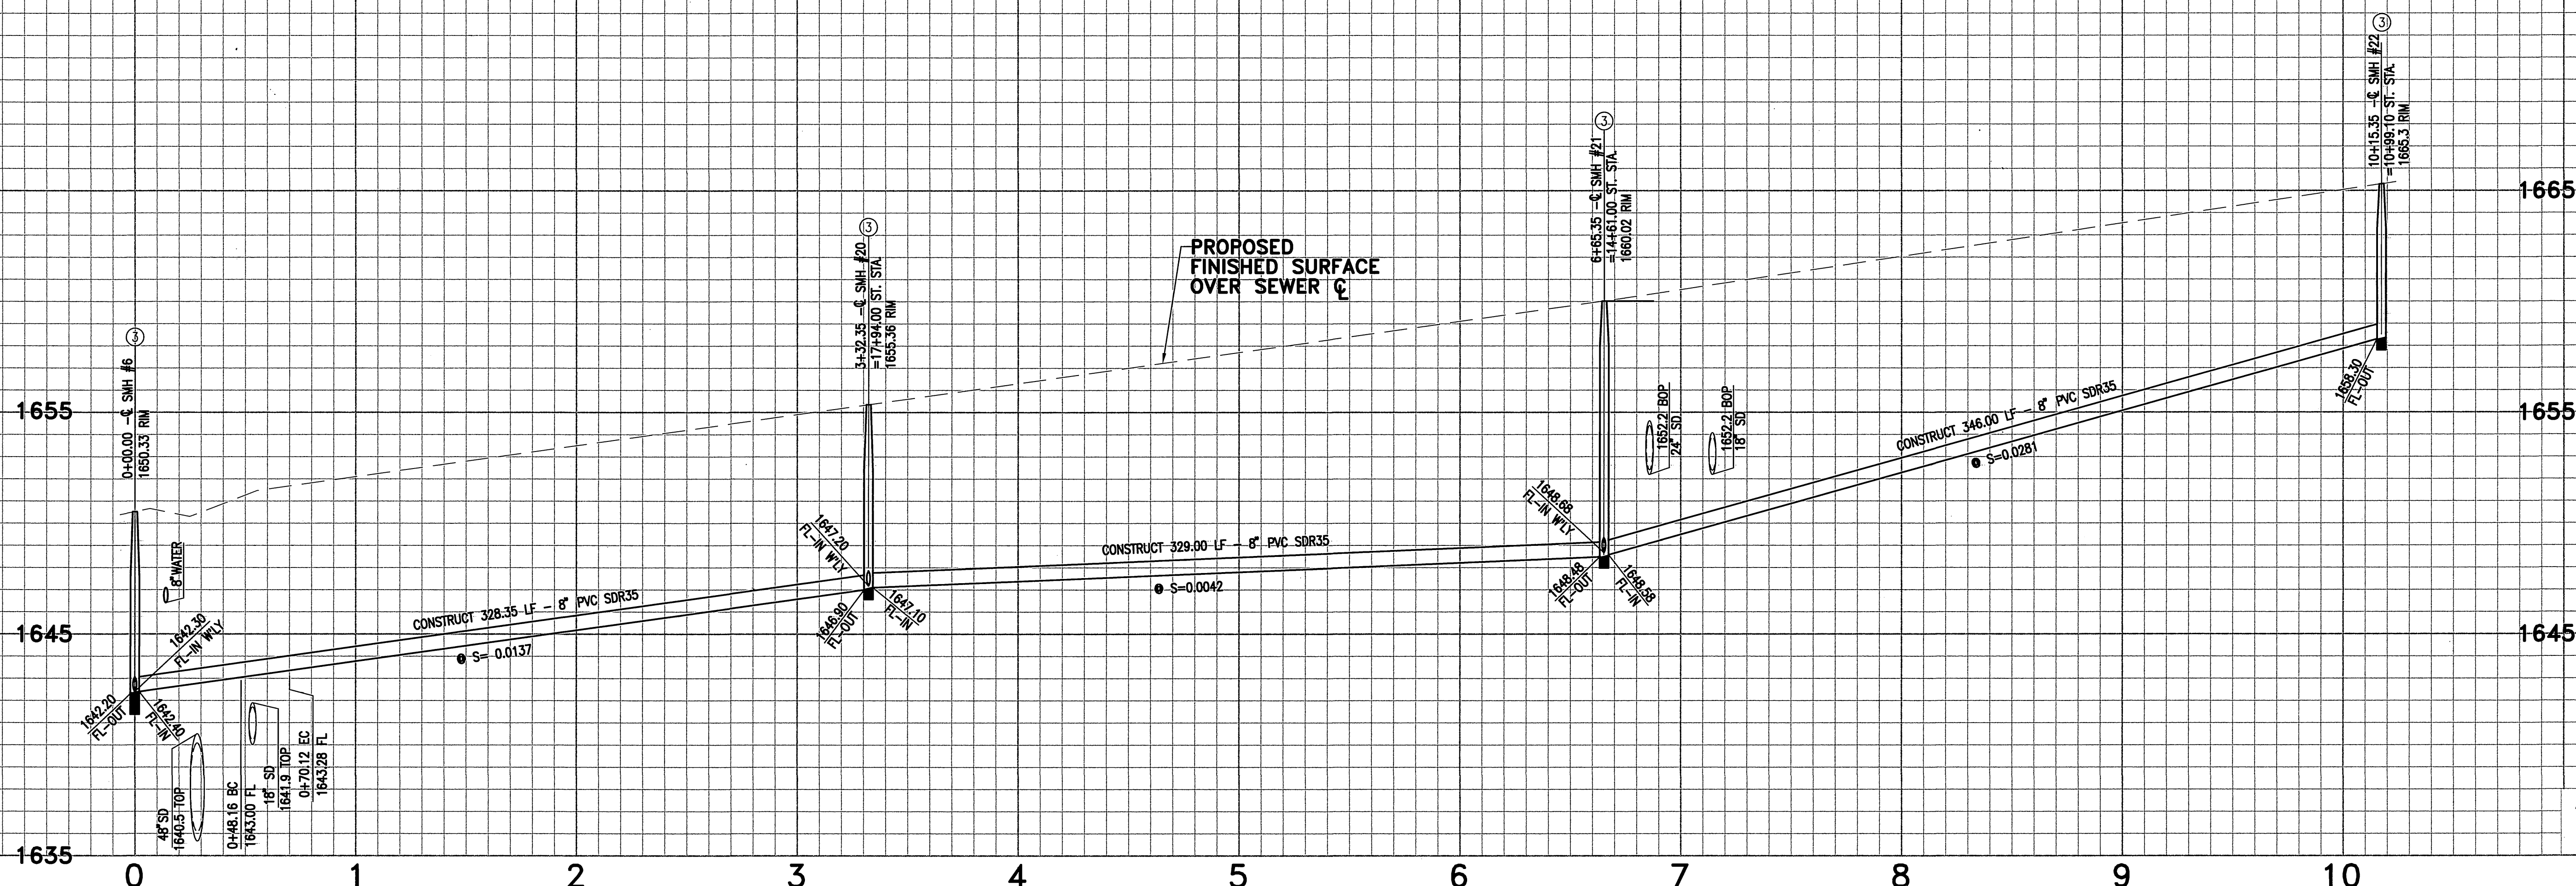 3
10+15.35 -℄ SMH #22
=10+99.10 ST. STA.
1665.3 RIM
3
6+65.35 -℄ SMH #21
=14+61.00 ST. STA.
1660.02 RIM
1665
1665
3
3+32.35 -℄ SMH #20
=17+94.00 ST. STA.
1655.36 RIM
PROPOSED
FINISHED SURFACE
OVER SEWER ℄
3
0+00.00 -℄ SMH #6
1650.33 RIM
1655
1655
1652.2 BOP
24" SD
1652.2 BOP
18" SD
CONSTRUCT 346.00 LF - 8" PVC SDR35
@ S=0.0281
1658.30
FL-OUT
8"WATER
1647.20
FL-IN W'LY
CONSTRUCT 329.00 LF - 8" PVC SDR35
@ S=0.0042
1648.68
FL-IN W'LY
1648.48
FL-OUT
1648.58
FL-IN
1645
1645
1642.30
FL-IN W'LY
CONSTRUCT 328.35 LF - 8" PVC SDR35
@ S= 0.0137
1646.90
FL-OUT
1647.10
FL-IN
1642.20
FL-OUT
1642.40
FL-IN
48"SD
1640.5 TOP
0+48.16 BC
1643.00 FL
18" SD
1641.9 TOP
0+70.12 EC
1643.28 FL
1635
0 1 2 3 4 5 6 7 8 9 10